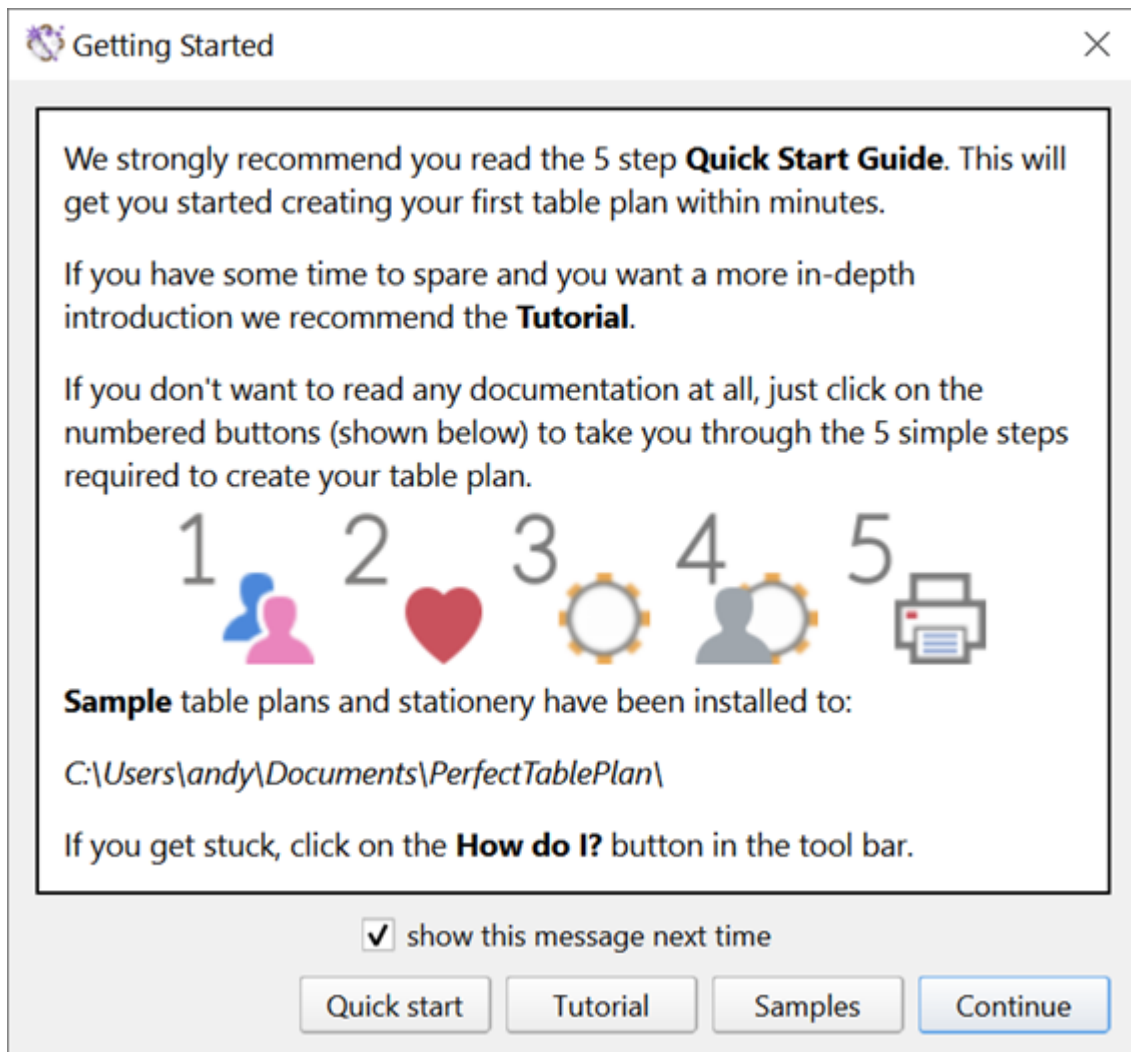 Getting Started
We strongly recommend you read the 5 step Quick Start Guide. This will
get you started creating your first table plan within minutes.
If you have some time to spare and you want a more in-depth
introduction we recommend the Tutorial.
If you don't want to read any documentation at all, just click on the
numbered buttons (shown below) to take you through the 5 simple steps
required to create your table plan.
1 2 3 4 5
Sample table plans and stationery have been installed to:
C:\Users\andy\Documents\PerfectTablePlan\
If you get stuck, click on the How do I? button in the tool bar.
show this message next time
Quick start Tutorial Samples Continue